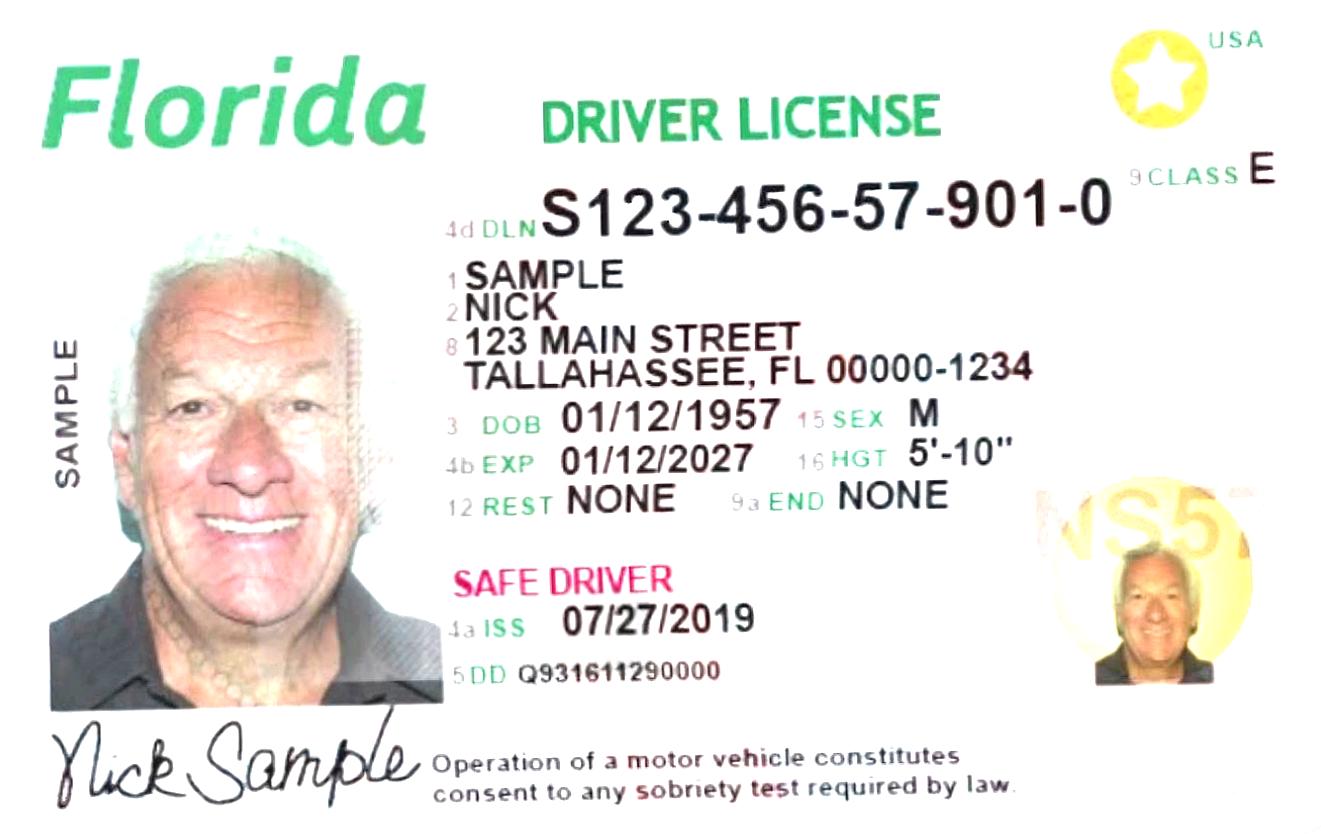 Florida
DRIVER LICENSE
USA
9 CLASS E
4d DLN S123-456-57-901-0
1 SAMPLE
2 NICK
8 123 MAIN STREET
TALLAHASSEE, FL 00000-1234
3 DOB 01/12/1957 15 SEX M
4b EXP 01/12/2027 16 HGT 5'-10"
12 REST NONE 9a END NONE
SAFE DRIVER
4a ISS 07/27/2019
5 DD Q931611290000
SAMPLE
Nick Sample
Operation of a motor vehicle constitutes
consent to any sobriety test required by law.